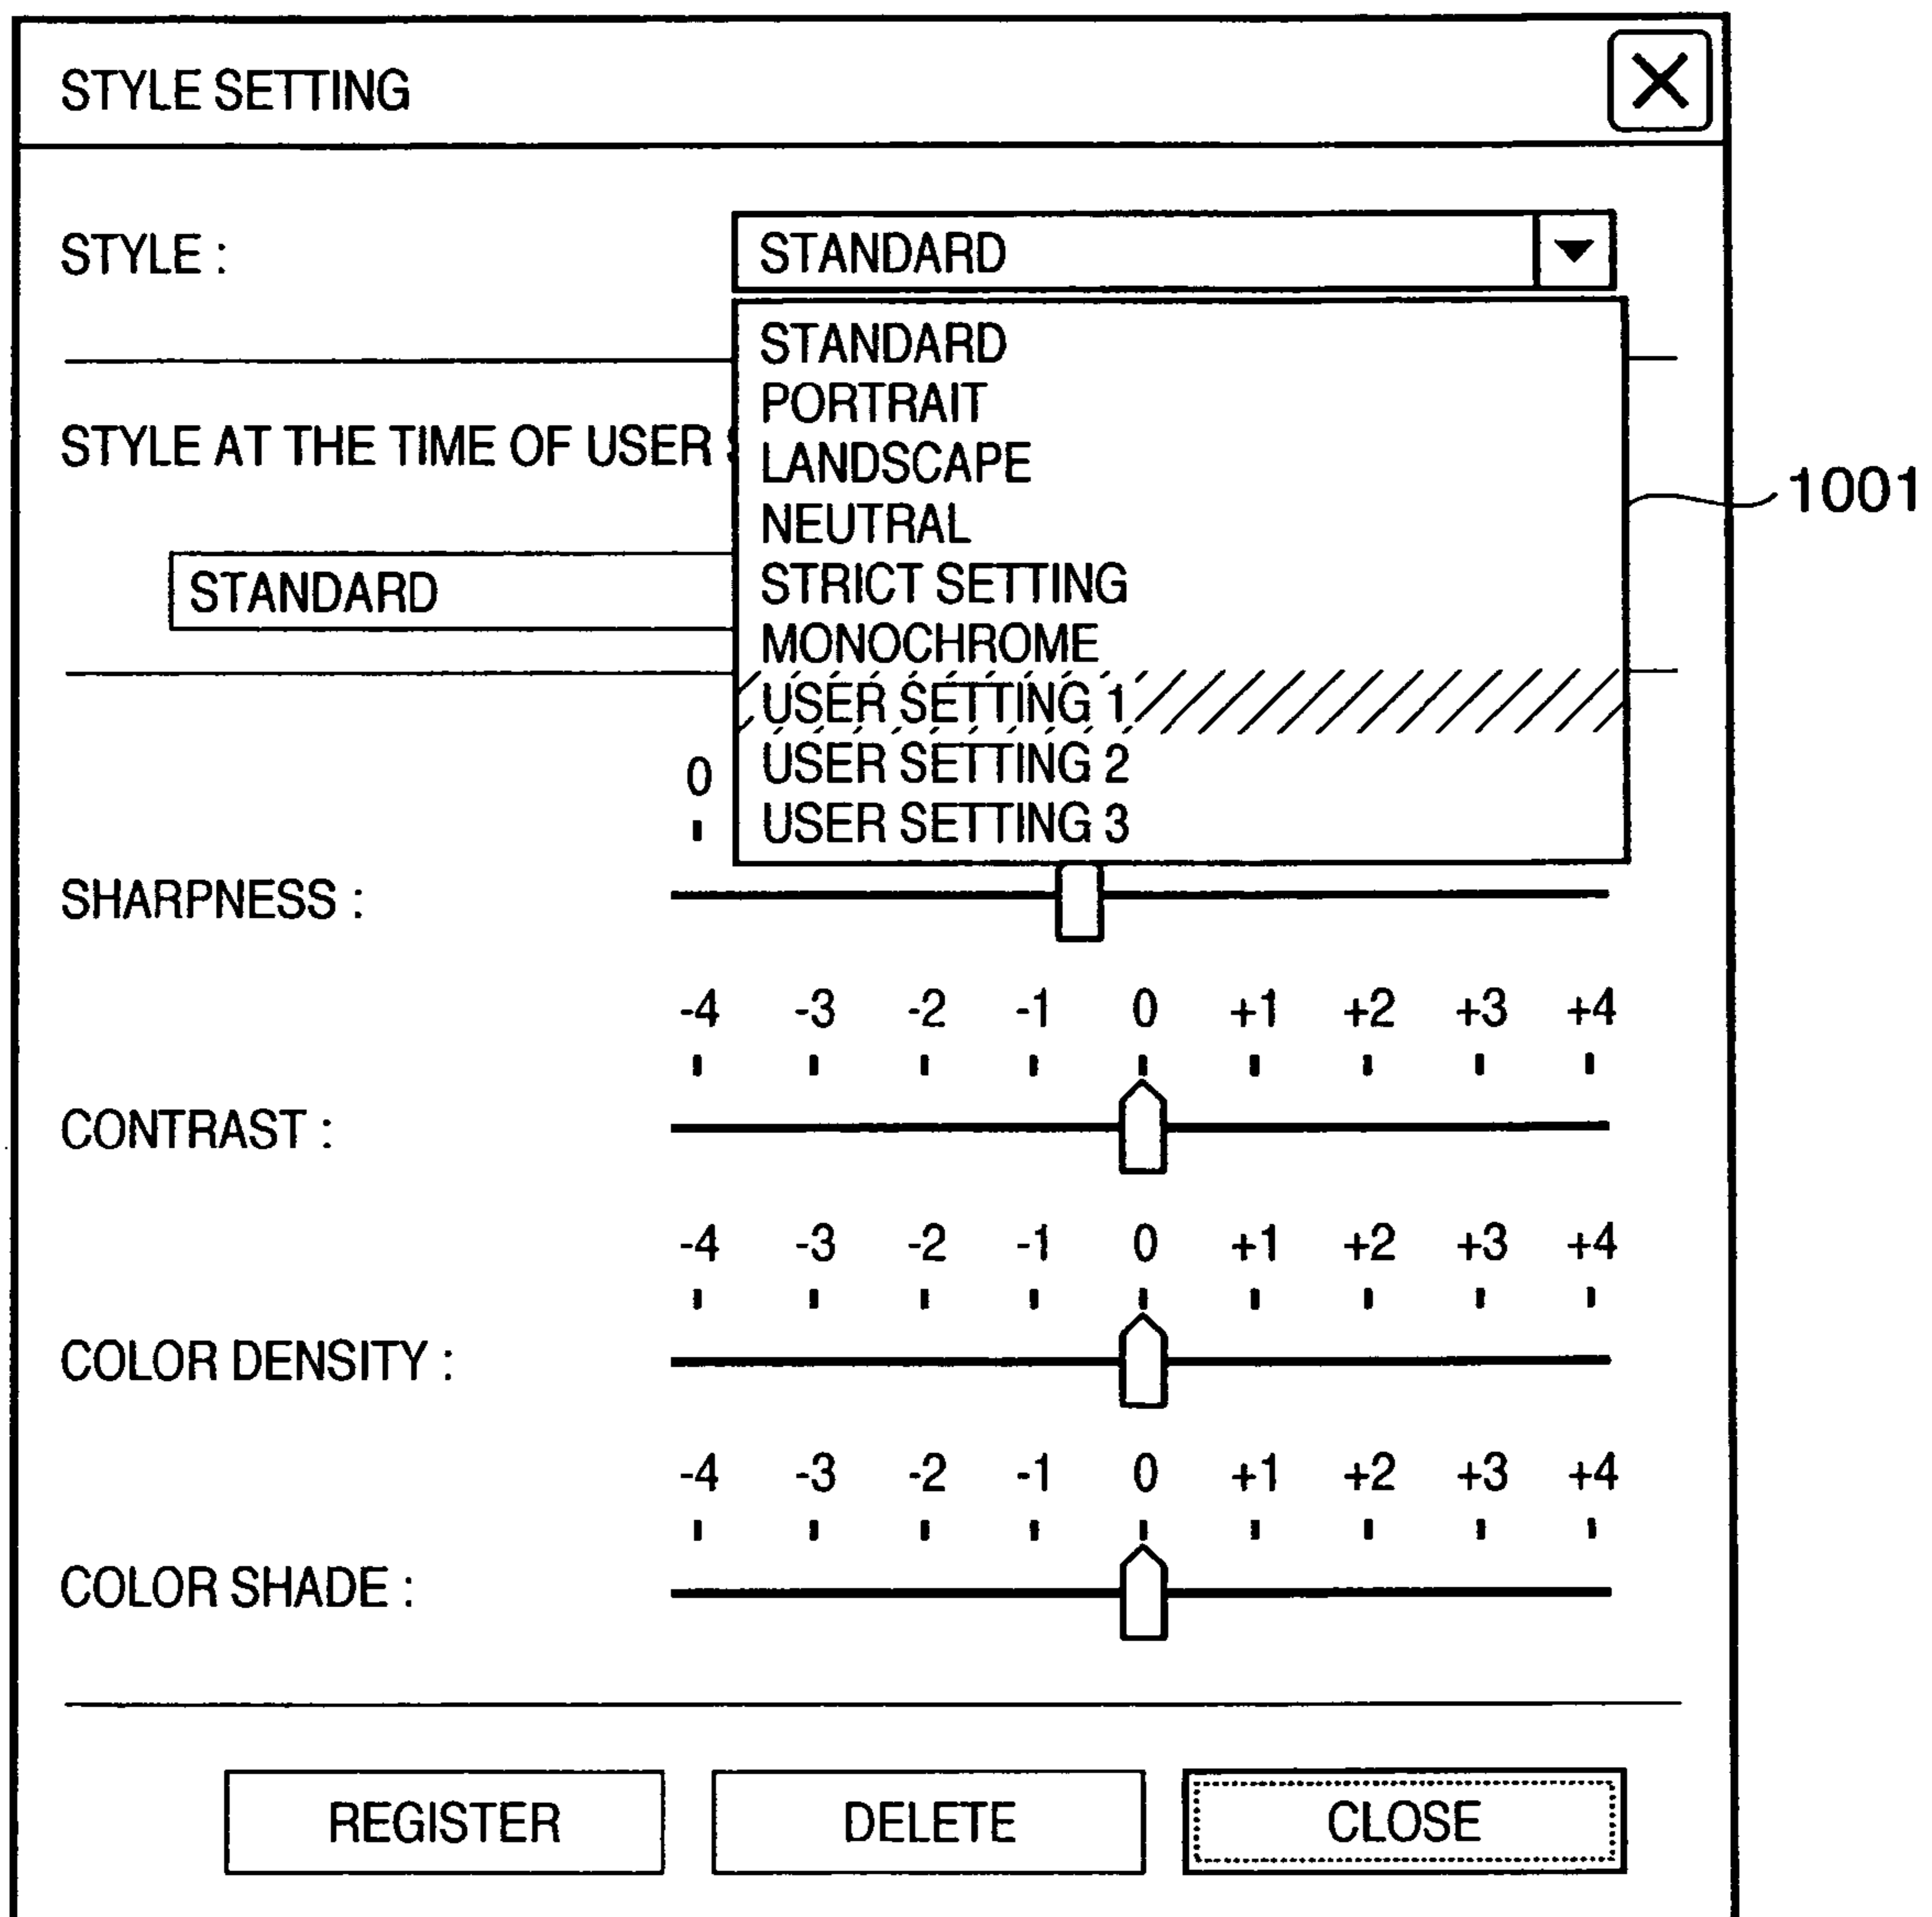 STYLE SETTING
STYLE :
STANDARD
STANDARD
PORTRAIT
LANDSCAPE
NEUTRAL
STRICT SETTING
MONOCHROME
USER SETTING 1
USER SETTING 2
USER SETTING 3
1001
STYLE AT THE TIME OF USER
STANDARD
0
SHARPNESS :
-4 -3 -2 -1 0 +1 +2 +3 +4
CONTRAST :
-4 -3 -2 -1 0 +1 +2 +3 +4
COLOR DENSITY :
-4 -3 -2 -1 0 +1 +2 +3 +4
COLOR SHADE :
REGISTER DELETE CLOSE